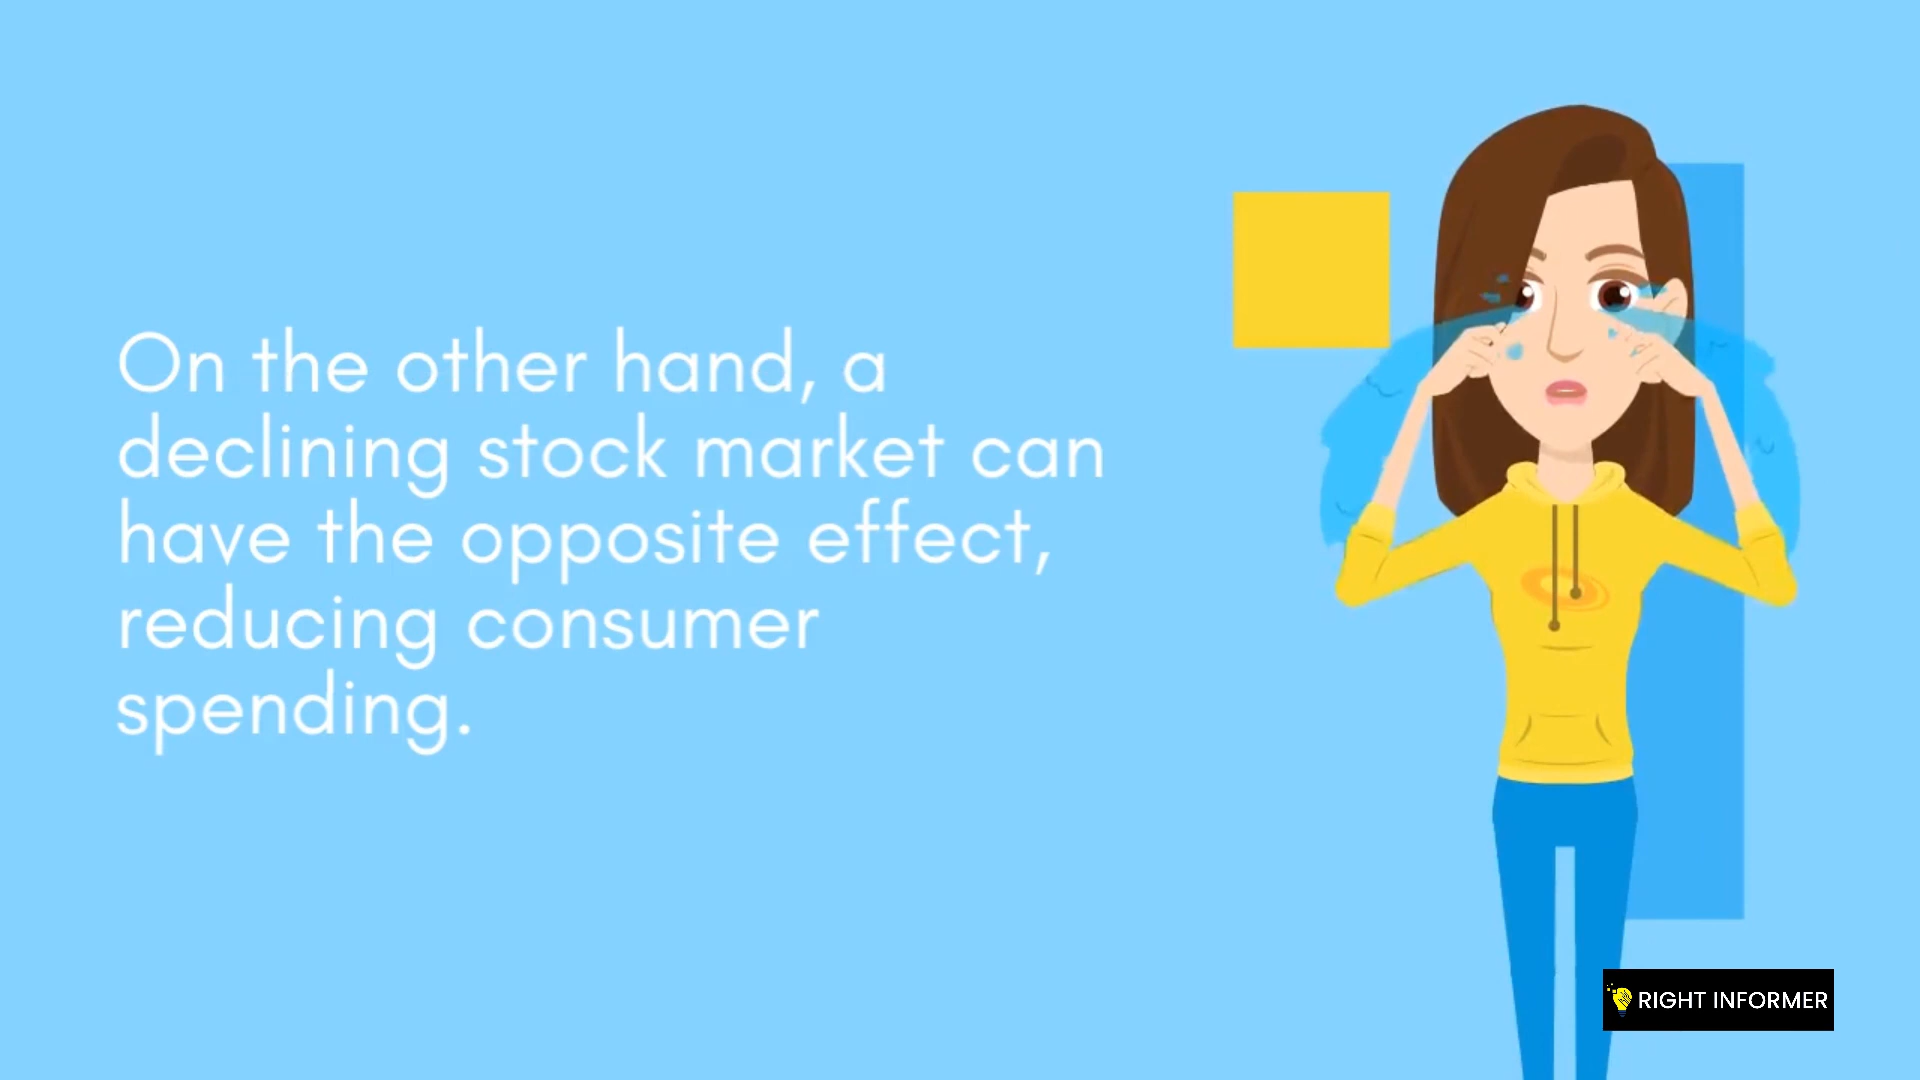 On the other hand, a
declining stock market can
have the opposite effect,
reducing consumer
spending.
RIGHT INFORMER